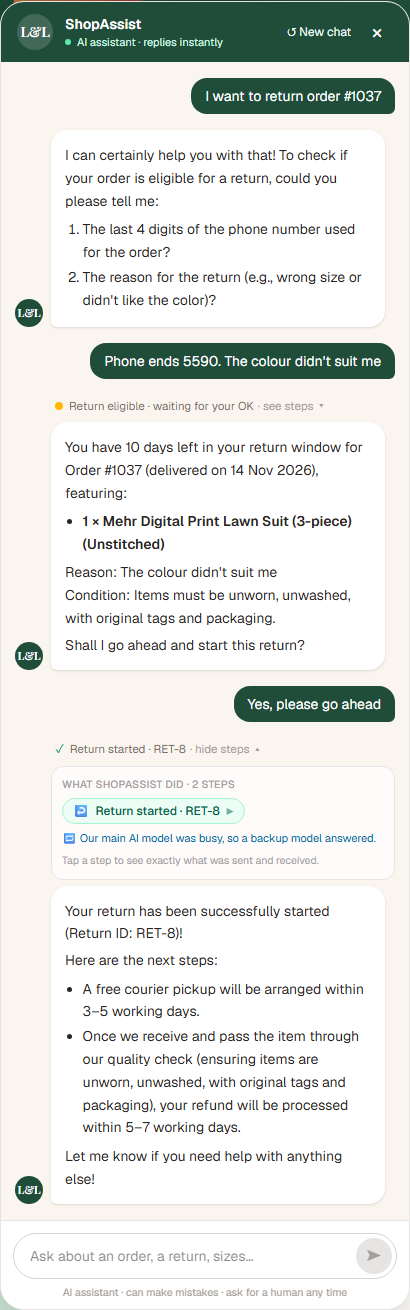 L&L
ShopAssist
AI assistant · replies instantly
↺ New chat
×
I want to return order #1037
I can certainly help you with that! To check if
your order is eligible for a return, could you
please tell me:
1. The last 4 digits of the phone number used
for the order?
2. The reason for the return (e.g., wrong size or
didn't like the color)?
L&L
Phone ends 5590. The colour didn't suit me
Return eligible · waiting for your OK · see steps ▾
You have 10 days left in your return window for
Order #1037 (delivered on 14 Nov 2026),
featuring:
• 1 × Mehr Digital Print Lawn Suit (3-piece)
(Unstitched)
Reason: The colour didn't suit me
Condition: Items must be unworn, unwashed,
with original tags and packaging.
Shall I go ahead and start this return?
L&L
Yes, please go ahead
✓ Return started · RET-8 · hide steps ▴
WHAT SHOPASSIST DID · 2 STEPS
Return started · RET-8 ▸
Our main AI model was busy, so a backup model answered.
Tap a step to see exactly what was sent and received.
Your return has been successfully started
(Return ID: RET-8)!
Here are the next steps:
• A free courier pickup will be arranged within
3–5 working days.
• Once we receive and pass the item through
our quality check (ensuring items are
unworn, unwashed, with original tags and
packaging), your refund will be processed
within 5–7 working days.
Let me know if you need help with anything
else!
L&L
Ask about an order, a return, sizes…
AI assistant · can make mistakes · ask for a human any time